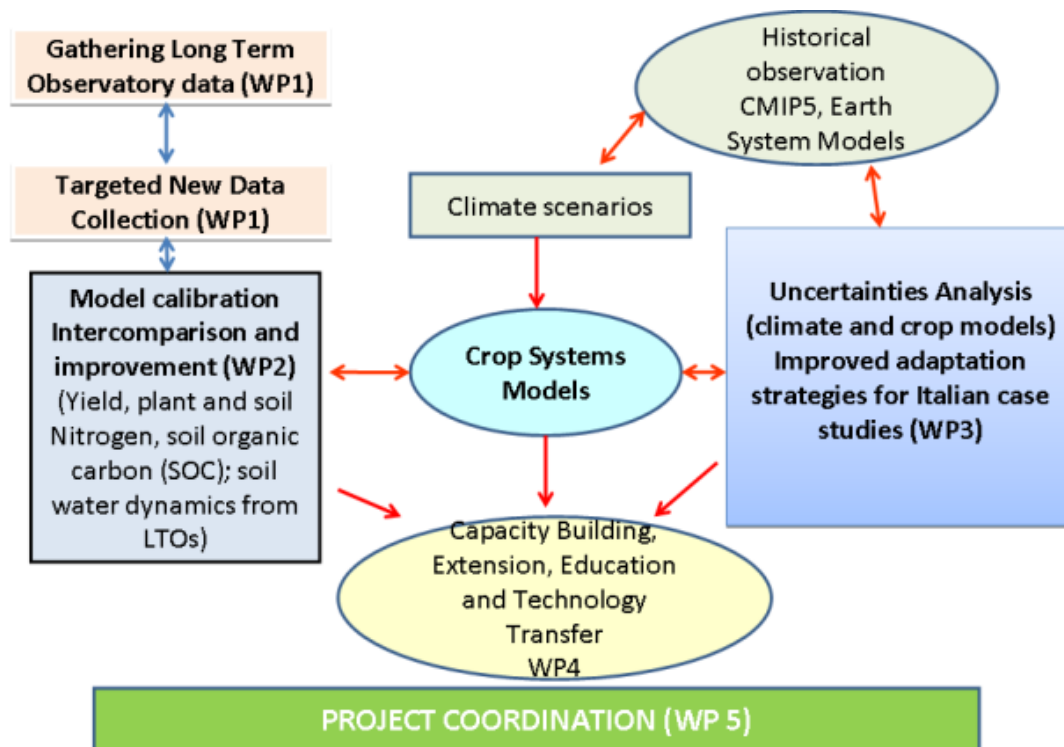 Gathering Long Term
Observatory data (WP1)
Historical
observation
CMIP5, Earth
System Models
Targeted New Data
Collection (WP1)
Climate scenarios
Model calibration
Intercomparison and
improvement (WP2)
(Yield, plant and soil
Nitrogen, soil organic
carbon (SOC); soil
water dynamics from
LTOs)
Crop Systems
Models
Uncertainties Analysis
(climate and crop models)
Improved adaptation
strategies for Italian case
studies (WP3)
Capacity Building,
Extension, Education
and Technology
Transfer
WP4
PROJECT COORDINATION (WP 5)